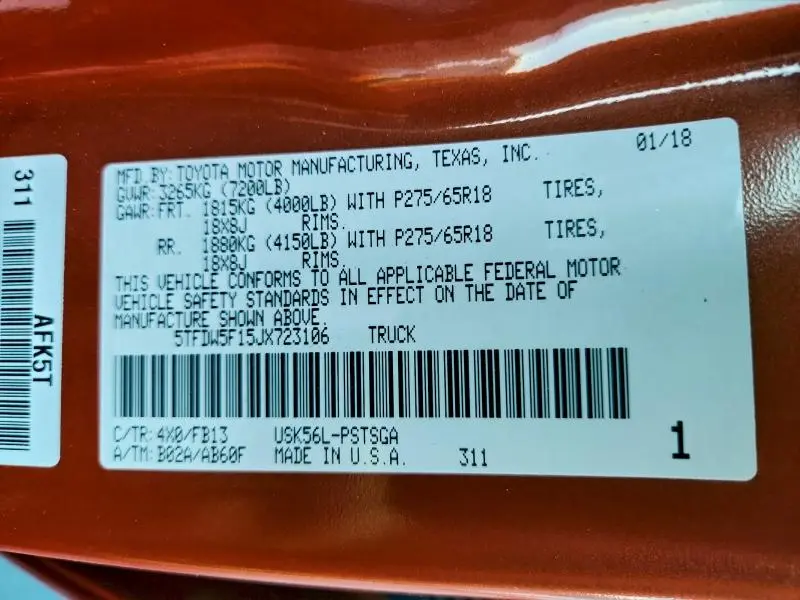 311
AFK5T
MFD BY: TOYOTA MOTOR MANUFACTURING, TEXAS, INC. 01/18
GVWR: 3265KG (7200LB)
GAWR: FRT. 1815KG (4000LB) WITH P275/65R18 TIRES,
18X8J RIMS.
RR. 1880KG (4150LB) WITH P275/65R18 TIRES,
18X8J RIMS.
THIS VEHICLE CONFORMS TO ALL APPLICABLE FEDERAL MOTOR
VEHICLE SAFETY STANDARDS IN EFFECT ON THE DATE OF
MANUFACTURE SHOWN ABOVE.
5TFDW5F15JX723106 TRUCK
C/TR: 4X0/FB13 USK56L-PSTSGA
A/TM: B02A/AB60F MADE IN U.S.A. 311 1